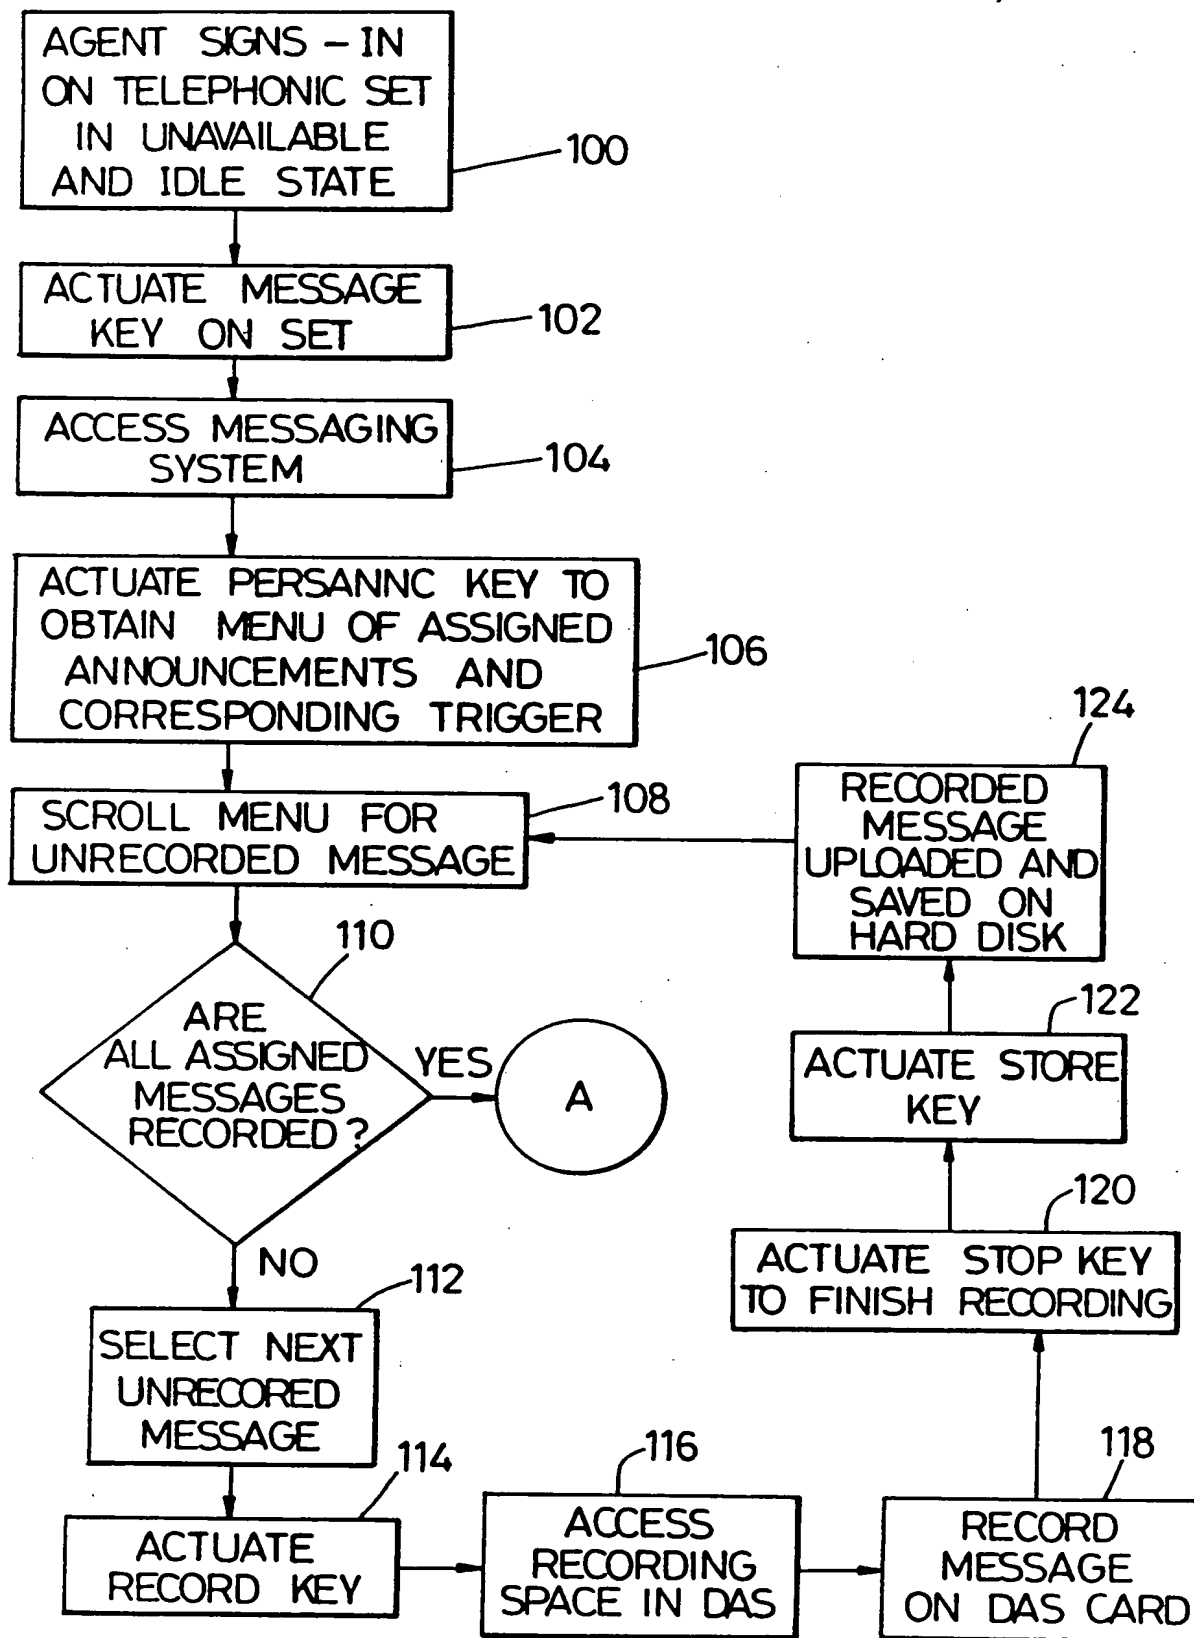 AGENT SIGNS - IN
ON TELEPHONIC SET
IN UNAVAILABLE
AND IDLE STATE
100
ACTUATE MESSAGE
KEY ON SET
102
ACCESS MESSAGING
SYSTEM
104
ACTUATE PERSANNC KEY TO
OBTAIN MENU OF ASSIGNED
ANNOUNCEMENTS AND
CORRESPONDING TRIGGER
106
SCROLL MENU FOR
UNRECORDED MESSAGE
108
ARE
ALL ASSIGNED
MESSAGES
RECORDED?
110
YES
A
NO
SELECT NEXT
UNRECORED
MESSAGE
112
ACTUATE
RECORD KEY
114
ACCESS
RECORDING
SPACE IN DAS
116
RECORD
MESSAGE
ON DAS CARD
118
ACTUATE STOP KEY
TO FINISH RECORDING
120
ACTUATE STORE
KEY
122
RECORDED
MESSAGE
UPLOADED AND
SAVED ON
HARD DISK
124